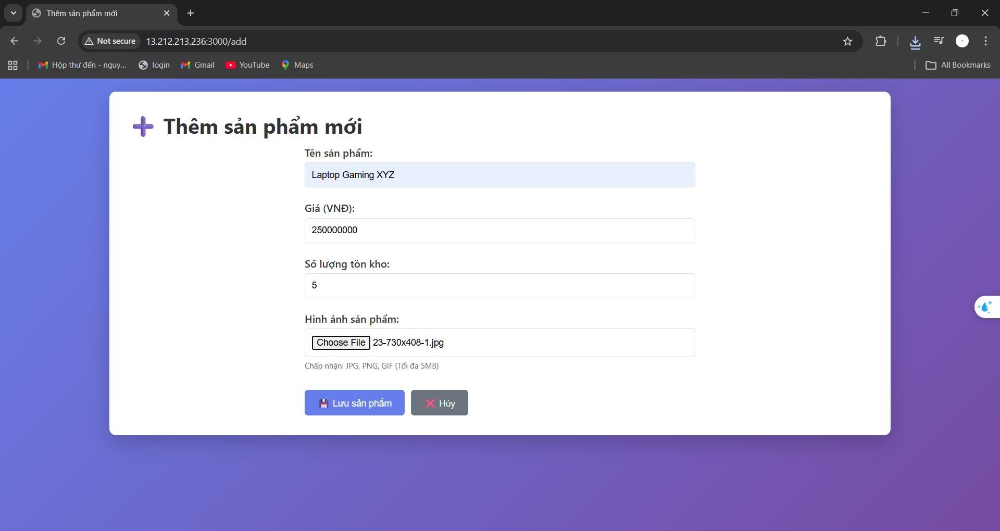 Thêm sản phẩm mới
Not secure
13.212.213.236:3000/add
Hộp thư đến - nguy...
login
Gmail
YouTube
Maps
All Bookmarks
Thêm sản phẩm mới
Tên sản phẩm:
Laptop Gaming XYZ
Giá (VNĐ):
250000000
Số lượng tồn kho:
5
Hình ảnh sản phẩm:
Choose File 23-730x408-1.jpg
Chấp nhận: JPG, PNG, GIF (Tối đa 5MB)
Lưu sản phẩm
Hủy